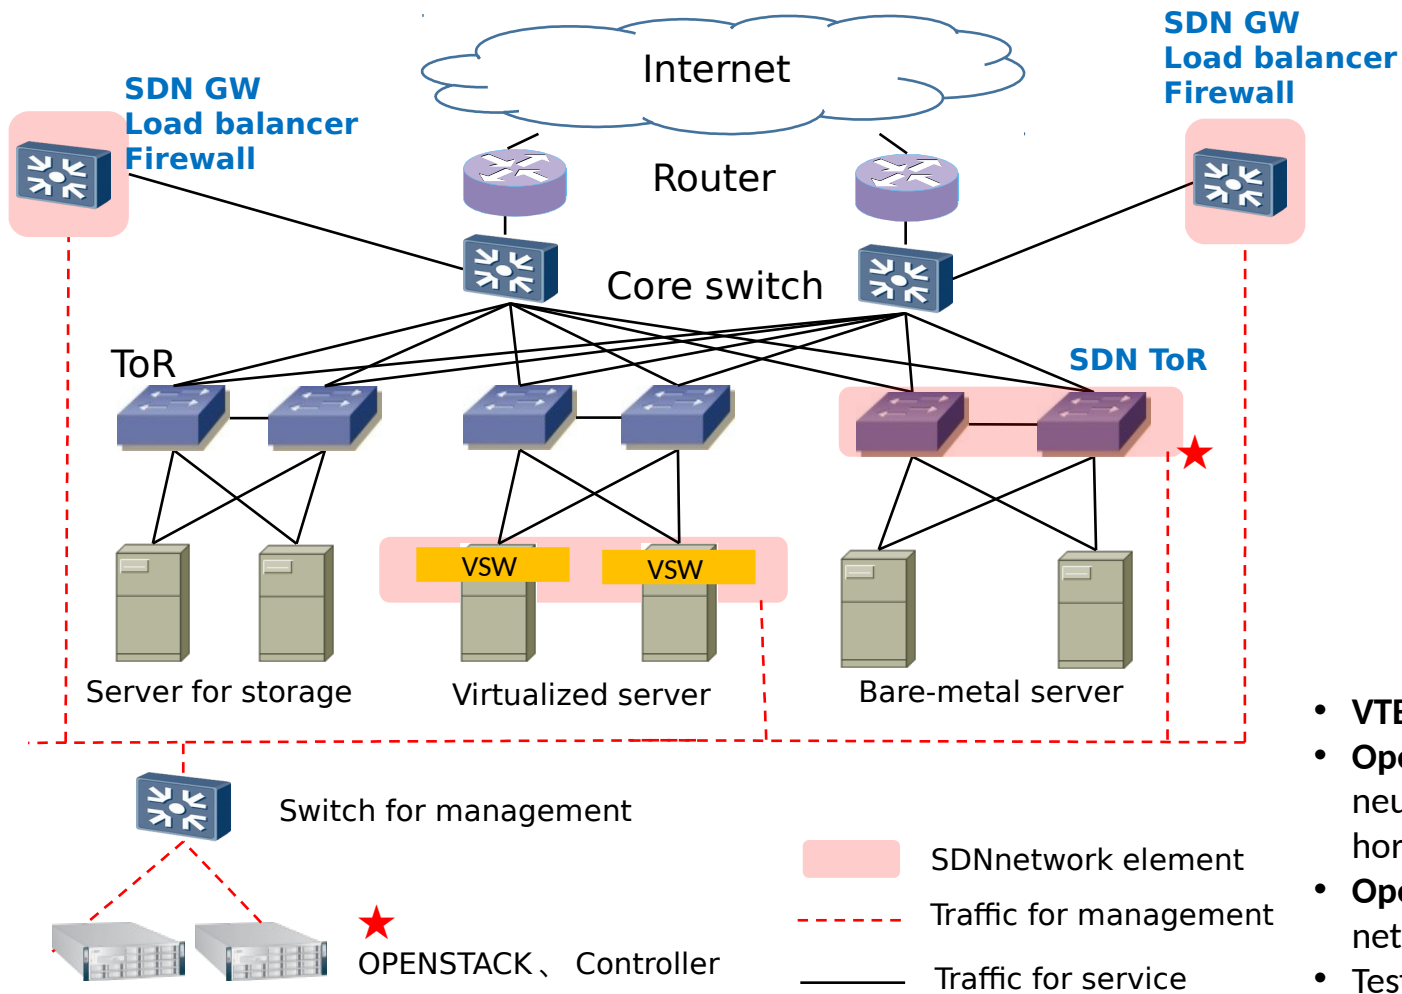 SDN GW
Load balancer
Firewall
SDN GW
Load balancer
Firewall
Internet
Router
Core switch
ToR
SDN ToR
VSW
VSW
Server for storage
Virtualized server
Bare-metal server
Switch for management
OPENSTACK、 Controller
SDNnetwork element
Traffic for management
Traffic for service